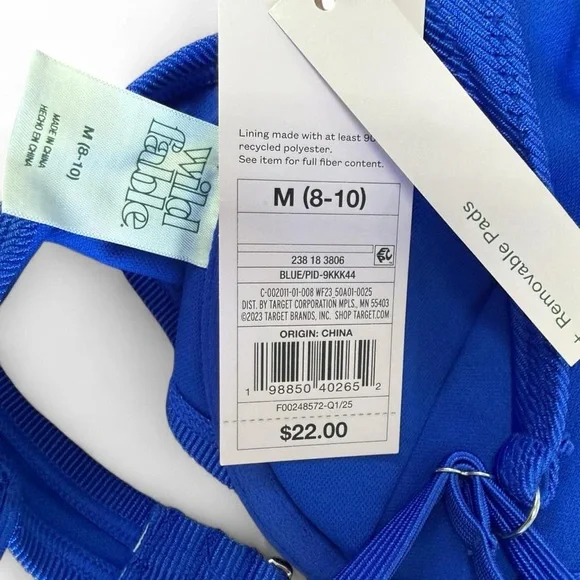 wild
fable.
M (8-10)
MADE IN CHINA
HECHO EN CHINA
Lining made with at least
recycled polyester.
See item for full fiber content.
M (8-10)
238 18 3806
BLUE/PID-9KKK44
C-002011-01-008 WF23 50A01-0025
DIST. BY TARGET CORPORATION MPLS, MN 55403
©2023 TARGET BRANDS, INC. SHOP TARGET.COM
ORIGIN: CHINA
1 98850 40265 2
F00248572-Q1/25
$22.00
+ Removable Pads